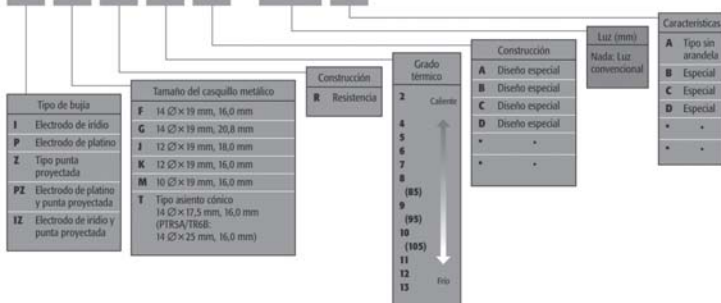 Tipo de bujía
I Electrodo de iridio
P Electrodo de platino
Z Tipo punta
proyectada
PZ Electrodo de platino
y punta proyectada
IZ Electrodo de iridio y
punta proyectada
Tamaño del casquillo metálico
F 14 Ø × 19 mm, 16,0 mm
G 14 Ø × 19 mm, 20,8 mm
J 12 Ø × 19 mm, 18,0 mm
K 12 Ø × 19 mm, 16,0 mm
M 10 Ø × 19 mm, 16,0 mm
T Tipo asiento cónico
14 Ø × 17,5 mm, 16,0 mm
(PTR5A/TR6B:
14 Ø × 25 mm, 16,0 mm)
Construcción
R Resistencia
Grado
térmico
2
Caliente
4
5
6
7
8
(85)
9
(95)
10
(105)
11
12
13
Frío
Construcción
A Diseño especial
B Diseño especial
C Diseño especial
D Diseño especial
* •
* •
Luz (mm)
Nada: Luz
convencional
Características
A Tipo sin
arandela
B Especial
C Especial
D Especial
* •
* •